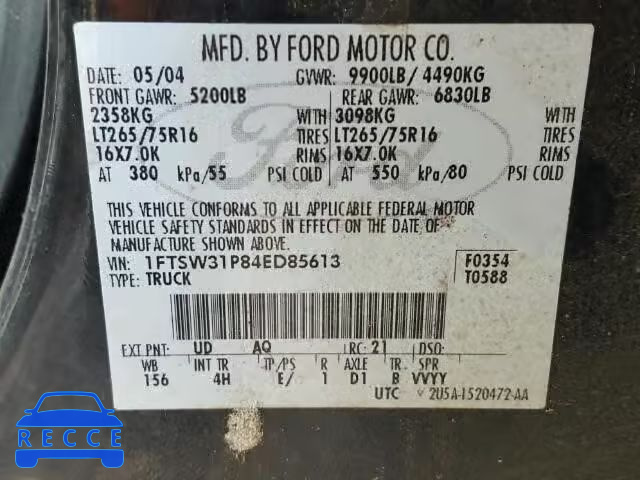 MFD. BY FORD MOTOR CO.
DATE: 05/04 GVWR: 9900LB/ 4490KG
FRONT GAWR: 5200LB REAR GAWR: 6830LB
2358KG WITH 3098KG WITH
LT265/75R16 TIRES LT265/75R16 TIRES
16X7.0K RIMS 16X7.0K RIMS
AT 380 kPa/55 PSI COLD AT 550 kPa/80 PSI COLD
THIS VEHICLE CONFORMS TO ALL APPLICABLE FEDERAL MOTOR
VEHICLE SAFETY STANDARDS IN EFFECT ON THE DATE OF
MANUFACTURE SHOWN ABOVE.
VIN: 1FTSW31P84ED85613 F0354
TYPE: TRUCK T0588
EXT PNT: UD AQ RC: 21 DSO:
WB INT TR TP/PS R AXLE TR SPR
156 4H E/ 1 D1 B VVYY
UTC 2U5A-1520472-AA
Ford
RECCE